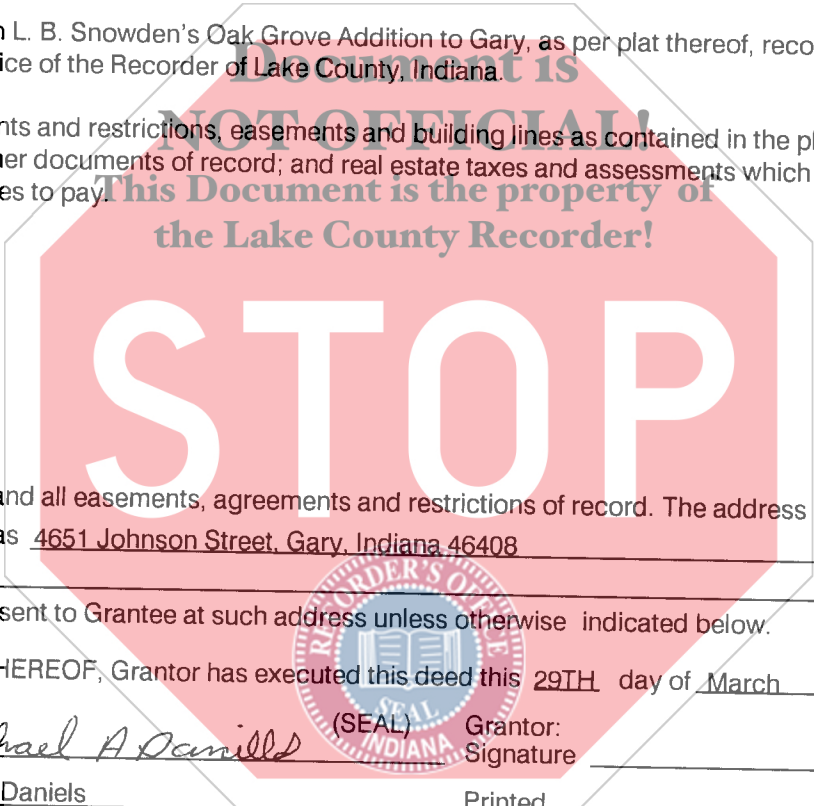 L. B. Snowden's Oak Grove Addition to Gary, as per plat thereof, reco
ice of the Recorder of Lake County, Indiana.
Document is
NOT OFFICIAL!
nts and restrictions, easements and building lines as contained in the pl
er documents of record; and real estate taxes and assessments which
es to pay.
This Document is the property of
the Lake County Recorder!
STOP
and all easements, agreements and restrictions of record. The address
as 4651 Johnson Street, Gary, Indiana 46408
sent to Grantee at such address unless otherwise indicated below.
HEREOF, Grantor has executed this deed this 29TH day of March
RECORDER'S OFFICE
SEAL
INDIANA
hael A Daniells (SEAL) Grantor:
Signature
Daniels Printed